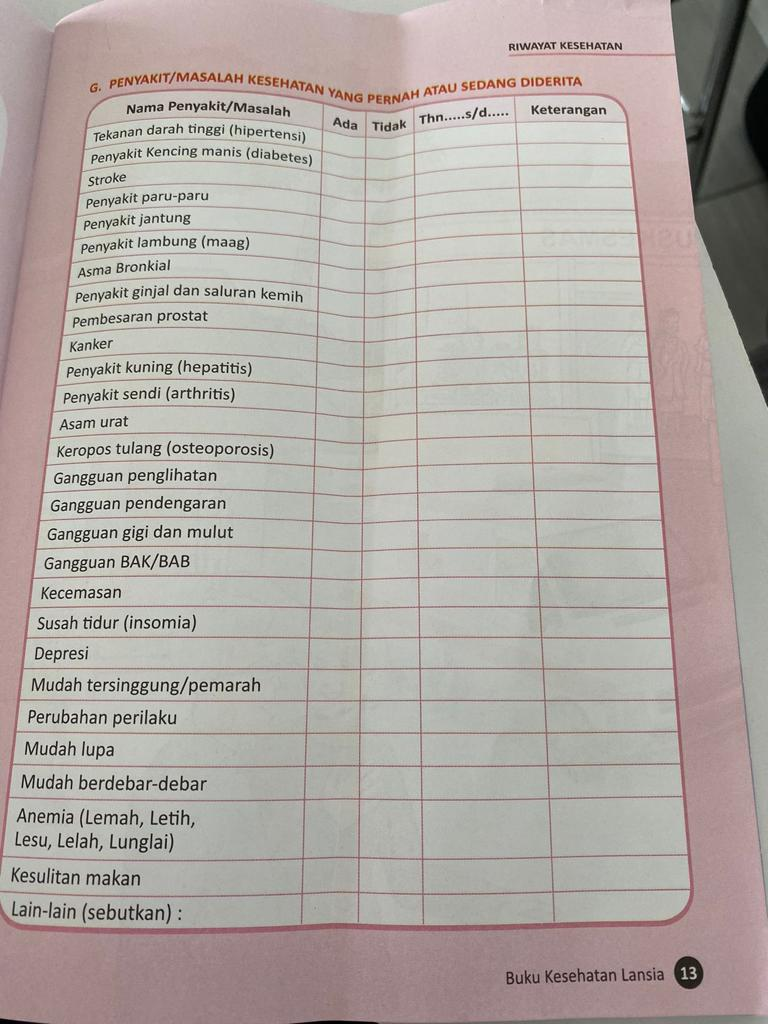 RIWAYAT KESEHATAN
G. PENYAKIT/MASALAH KESEHATAN YANG PERNAH ATAU SEDANG DIDERITA
Nama Penyakit/Masalah Ada Tidak Thn.....s/d..... Keterangan
Tekanan darah tinggi (hipertensi)
Penyakit Kencing manis (diabetes)
Stroke
Penyakit paru-paru
Penyakit jantung
Penyakit lambung (maag)
Asma Bronkial
Penyakit ginjal dan saluran kemih
Pembesaran prostat
Kanker
Penyakit kuning (hepatitis)
Penyakit sendi (arthritis)
Asam urat
Keropos tulang (osteoporosis)
Gangguan penglihatan
Gangguan pendengaran
Gangguan gigi dan mulut
Gangguan BAK/BAB
Kecemasan
Susah tidur (insomia)
Depresi
Mudah tersinggung/pemarah
Perubahan perilaku
Mudah lupa
Mudah berdebar-debar
Anemia (Lemah, Letih,
Lesu, Lelah, Lunglai)
Kesulitan makan
Lain-lain (sebutkan) :
Buku Kesehatan Lansia 13